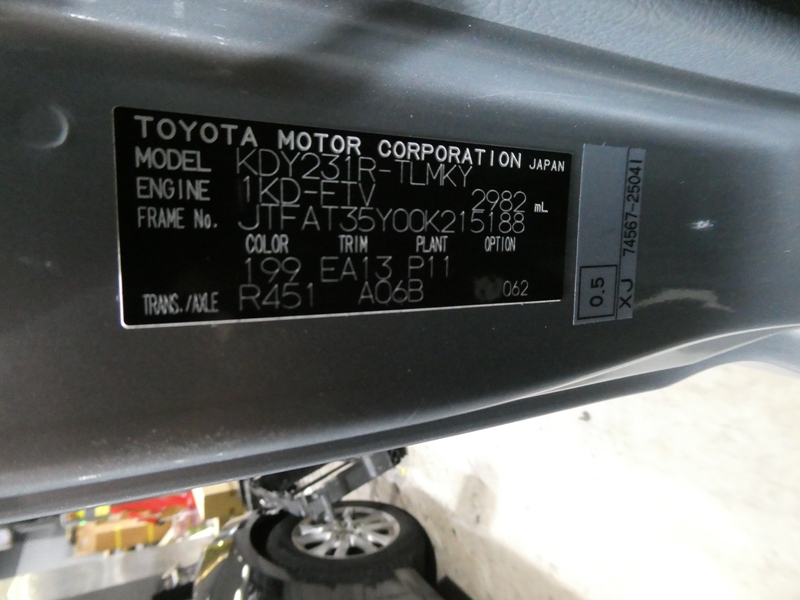 TOYOTA MOTOR CORPORATION JAPAN
MODEL KDY231R-TLMKY
ENGINE 1KD-FTV 2982 mL
FRAME No. JTFAT35Y00K215188
COLOR TRIM PLANT OPTION
199 EA13 P11
TRANS./AXLE R451 A06B 062
0.5
XJ 74567-25041